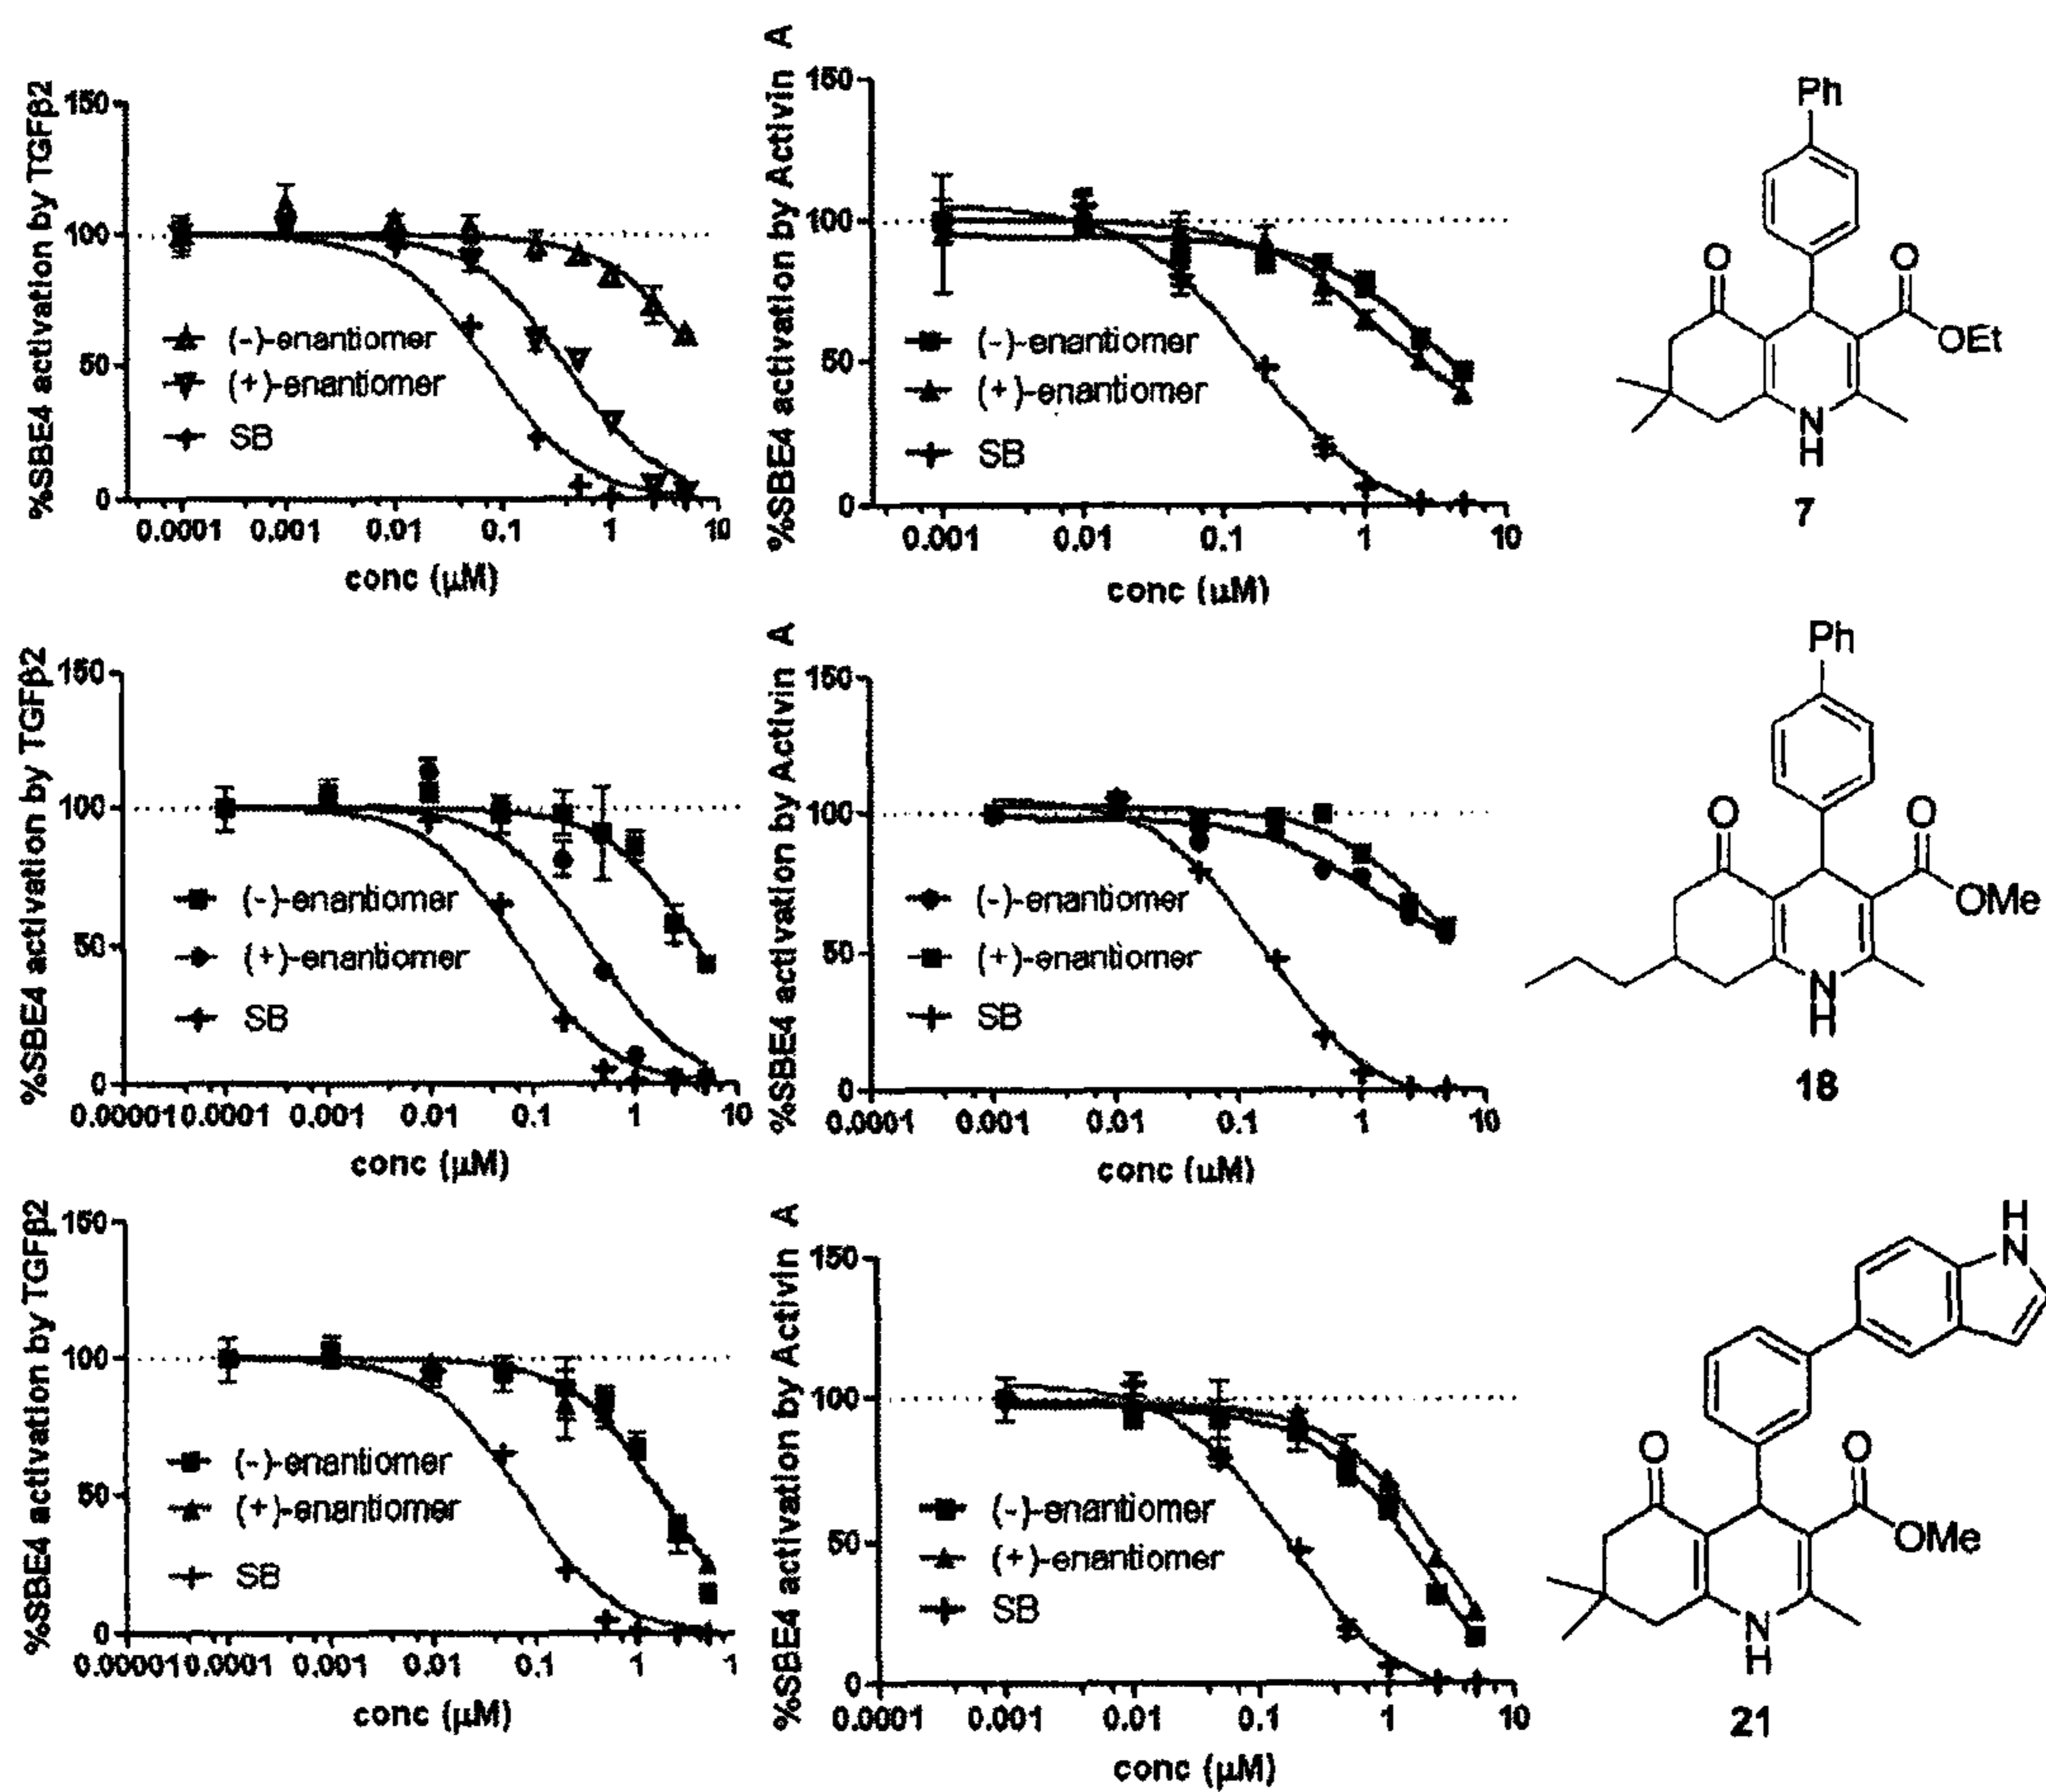 %SBE4 activation by TGFβ2
150
100
50
0
(-)-enantiomer
(+)-enantiomer
SB
0.0001 0.001 0.01 0.1 1 10
conc (µM)
%SBE4 activation by Activin A
150
100
50
0
(-)-enantiomer
(+)-enantiomer
SB
0.001 0.01 0.1 1 10
conc (µM)
Ph
O
O
OEt
N
H
7
%SBE4 activation by TGFβ2
150
100
50
0
(-)-enantiomer
(+)-enantiomer
SB
0.00001 0.0001 0.001 0.01 0.1 1 10
conc (µM)
%SBE4 activation by Activin A
150
100
50
0
(-)-enantiomer
(+)-enantiomer
SB
0.0001 0.001 0.01 0.1 1 10
conc (µM)
Ph
O
O
OMe
N
H
18
%SBE4 activation by TGFβ2
150
100
50
0
(-)-enantiomer
(+)-enantiomer
SB
0.00001 0.0001 0.001 0.01 0.1 1 1
conc (µM)
%SBE4 activation by Activin A
150
100
50
0
(-)-enantiomer
(+)-enantiomer
SB
0.0001 0.001 0.01 0.1 1 10
conc (µM)
H
N
O
O
OMe
N
H
21